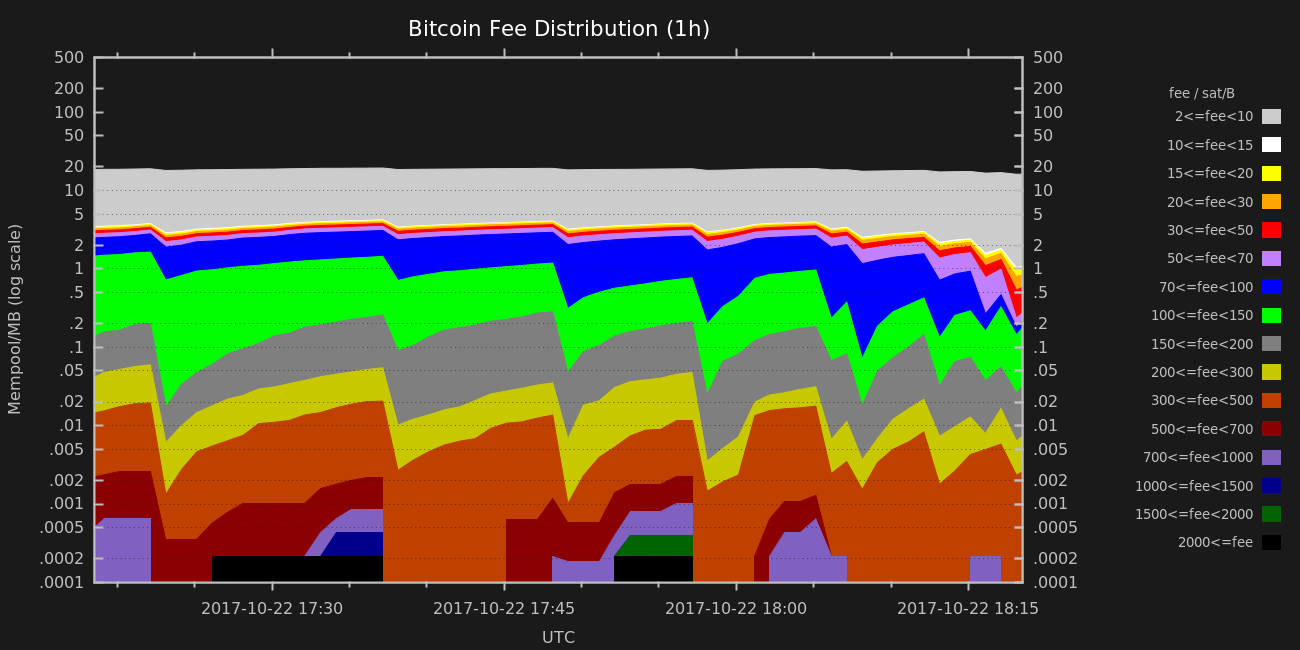 Bitcoin Fee Distribution (1h)
Mempool/MB (log scale)
500
200
100
50
20
10
5
2
1
.5
.2
.1
.05
.02
.01
.005
.002
.001
.0005
.0002
.0001
500
200
100
50
20
10
5
2
1
.5
.2
.1
.05
.02
.01
.005
.002
.001
.0005
.0002
.0001
2017-10-22 17:30
2017-10-22 17:45
2017-10-22 18:00
2017-10-22 18:15
UTC
fee / sat/B
2<=fee<10
10<=fee<15
15<=fee<20
20<=fee<30
30<=fee<50
50<=fee<70
70<=fee<100
100<=fee<150
150<=fee<200
200<=fee<300
300<=fee<500
500<=fee<700
700<=fee<1000
1000<=fee<1500
1500<=fee<2000
2000<=fee